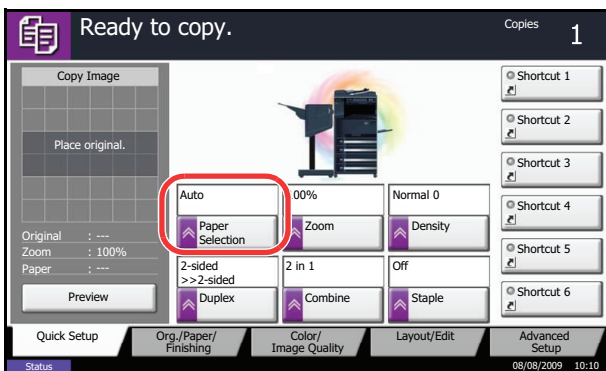 Ready to copy.
Copies
1
Copy Image
Place original.
Original : ---
Zoom : 100%
Paper : ---
Preview
Auto
Paper
Selection
00%
Zoom
Normal 0
Density
2-sided
>>2-sided
Duplex
2 in 1
Combine
Off
Staple
Shortcut 1
Shortcut 2
Shortcut 3
Shortcut 4
Shortcut 5
Shortcut 6
Quick Setup
Org./Paper/
Finishing
Color/
Image Quality
Layout/Edit
Advanced
Setup
Status
08/08/2009 10:10